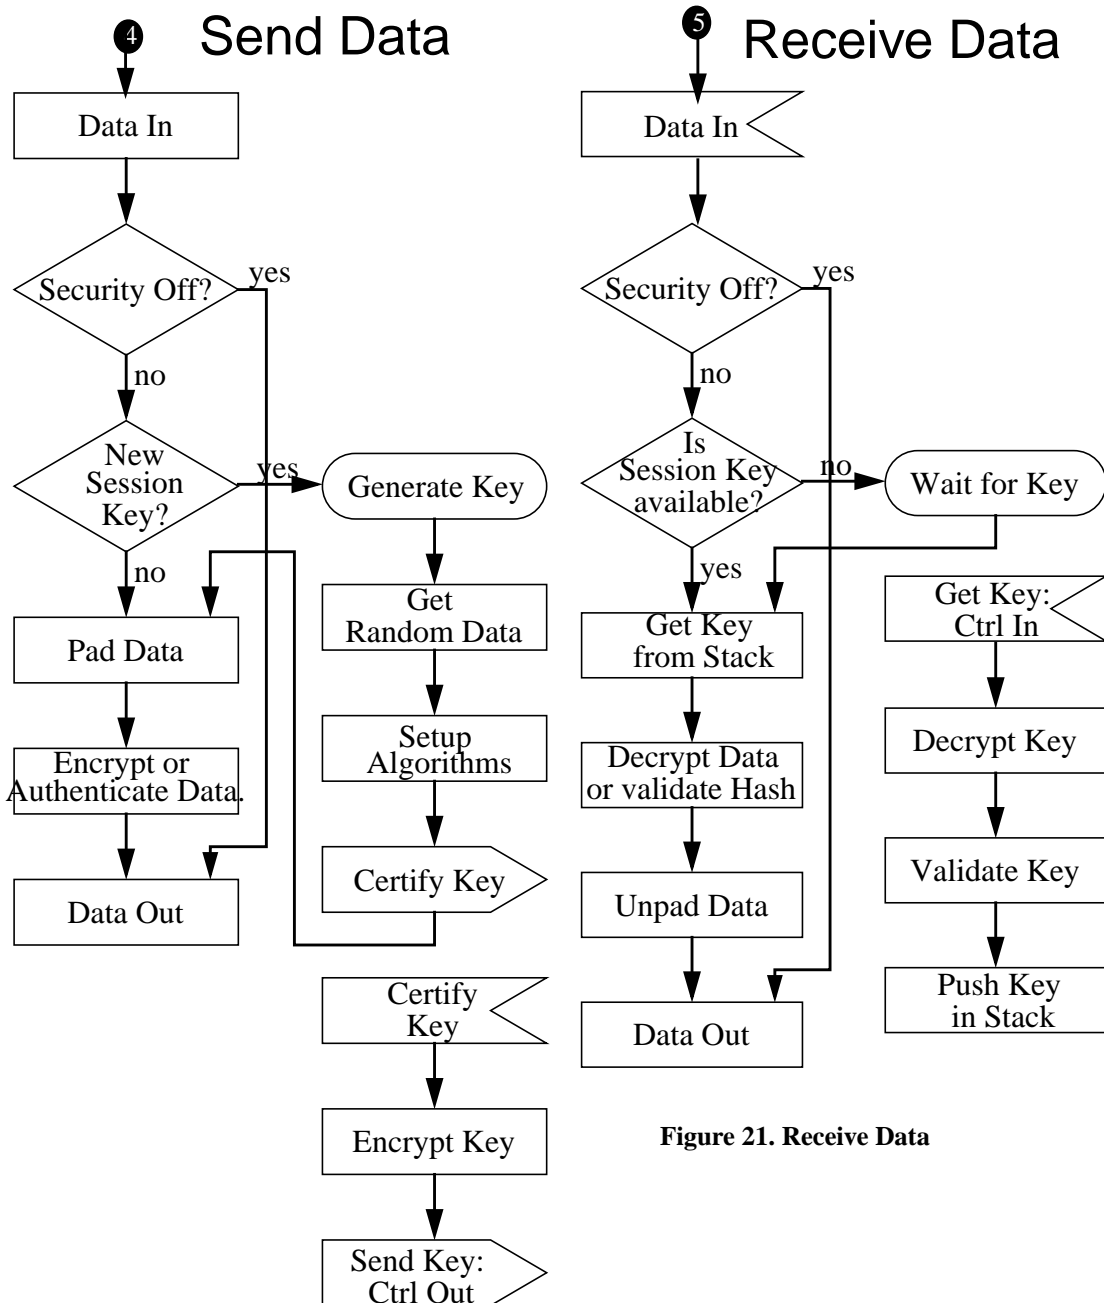 4
Send Data
Data In
Security Off?
yes
no
New
Session
Key?
yes
no
Generate Key
Get
Random Data
Setup
Algorithms
Certify Key
Pad Data
Encrypt or
Authenticate Data.
Data Out
Certify
Key
Encrypt Key
Send Key:
Ctrl Out
5
Receive Data
Data In
Security Off?
yes
no
Is
Session Key
available?
no
yes
Wait for Key
Get Key
from Stack
Decrypt Data
or validate Hash
Unpad Data
Data Out
Get Key:
Ctrl In
Decrypt Key
Validate Key
Push Key
in Stack
Figure 21. Receive Data